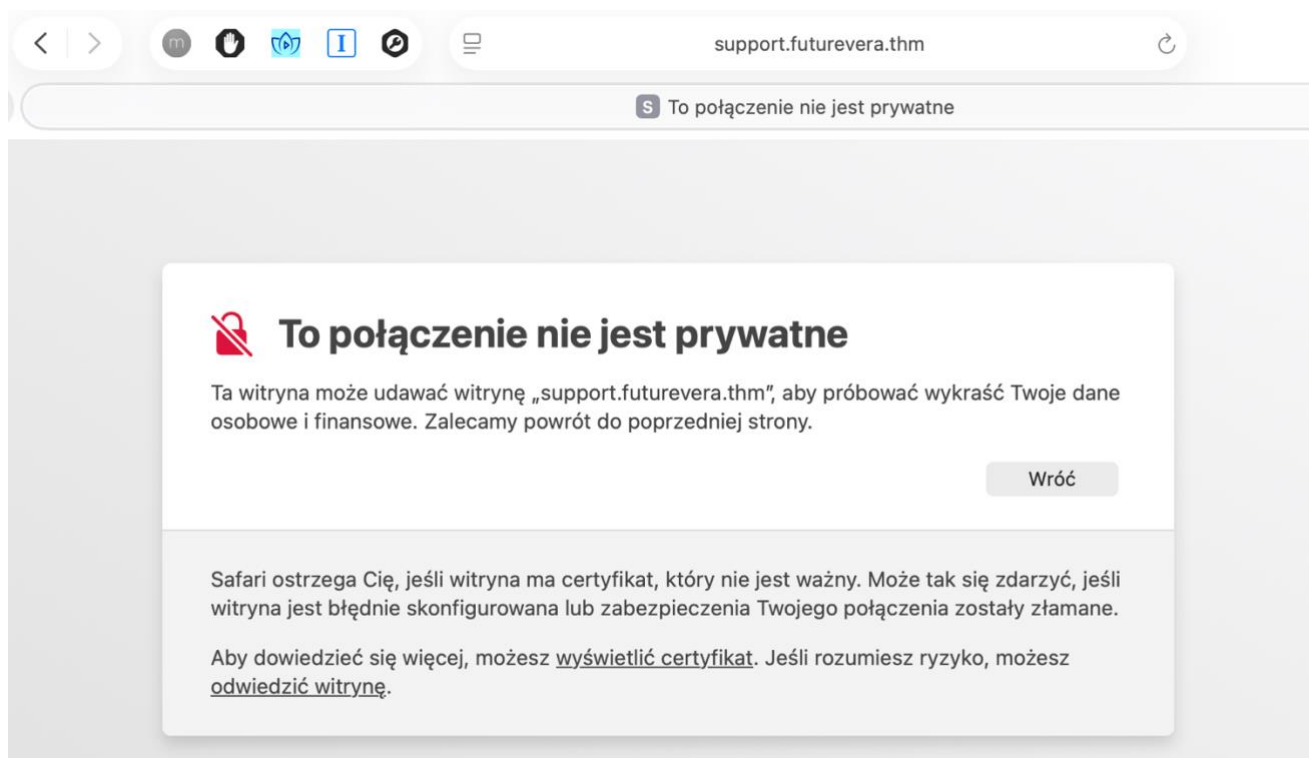 m
I
support.futurevera.thm
S To połączenie nie jest prywatne
To połączenie nie jest prywatne
Ta witryna może udawać witrynę „support.futurevera.thm”, aby próbować wykraść Twoje dane
osobowe i finansowe. Zalecamy powrót do poprzedniej strony.
Wróć
Safari ostrzega Cię, jeśli witryna ma certyfikat, który nie jest ważny. Może tak się zdarzyć, jeśli
witryna jest błędnie skonfigurowana lub zabezpieczenia Twojego połączenia zostały złamane.
Aby dowiedzieć się więcej, możesz wyświetlić certyfikat. Jeśli rozumiesz ryzyko, możesz
odwiedzić witrynę.